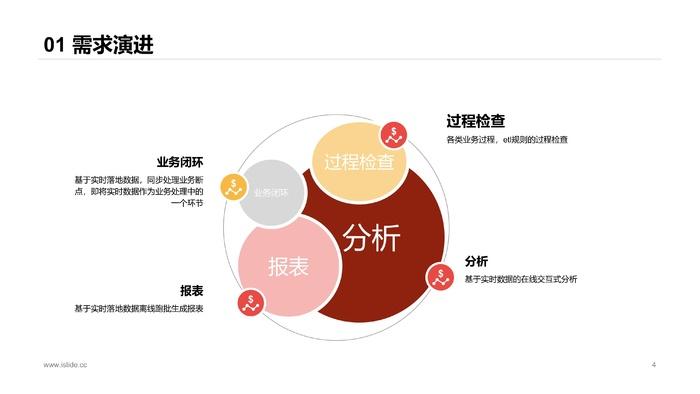 01 需求演进
过程检查
各类业务过程，etl规则的过程检查
业务闭环
基于实时落地数据，同步处理业务断
点，即将实时数据作为业务处理中的
一个环节
过程检查
业务闭环
分析
报表
$
$
$
$
分析
基于实时数据的在线交互式分析
报表
基于实时落地数据离线跑批生成报表
www.islide.cc
4